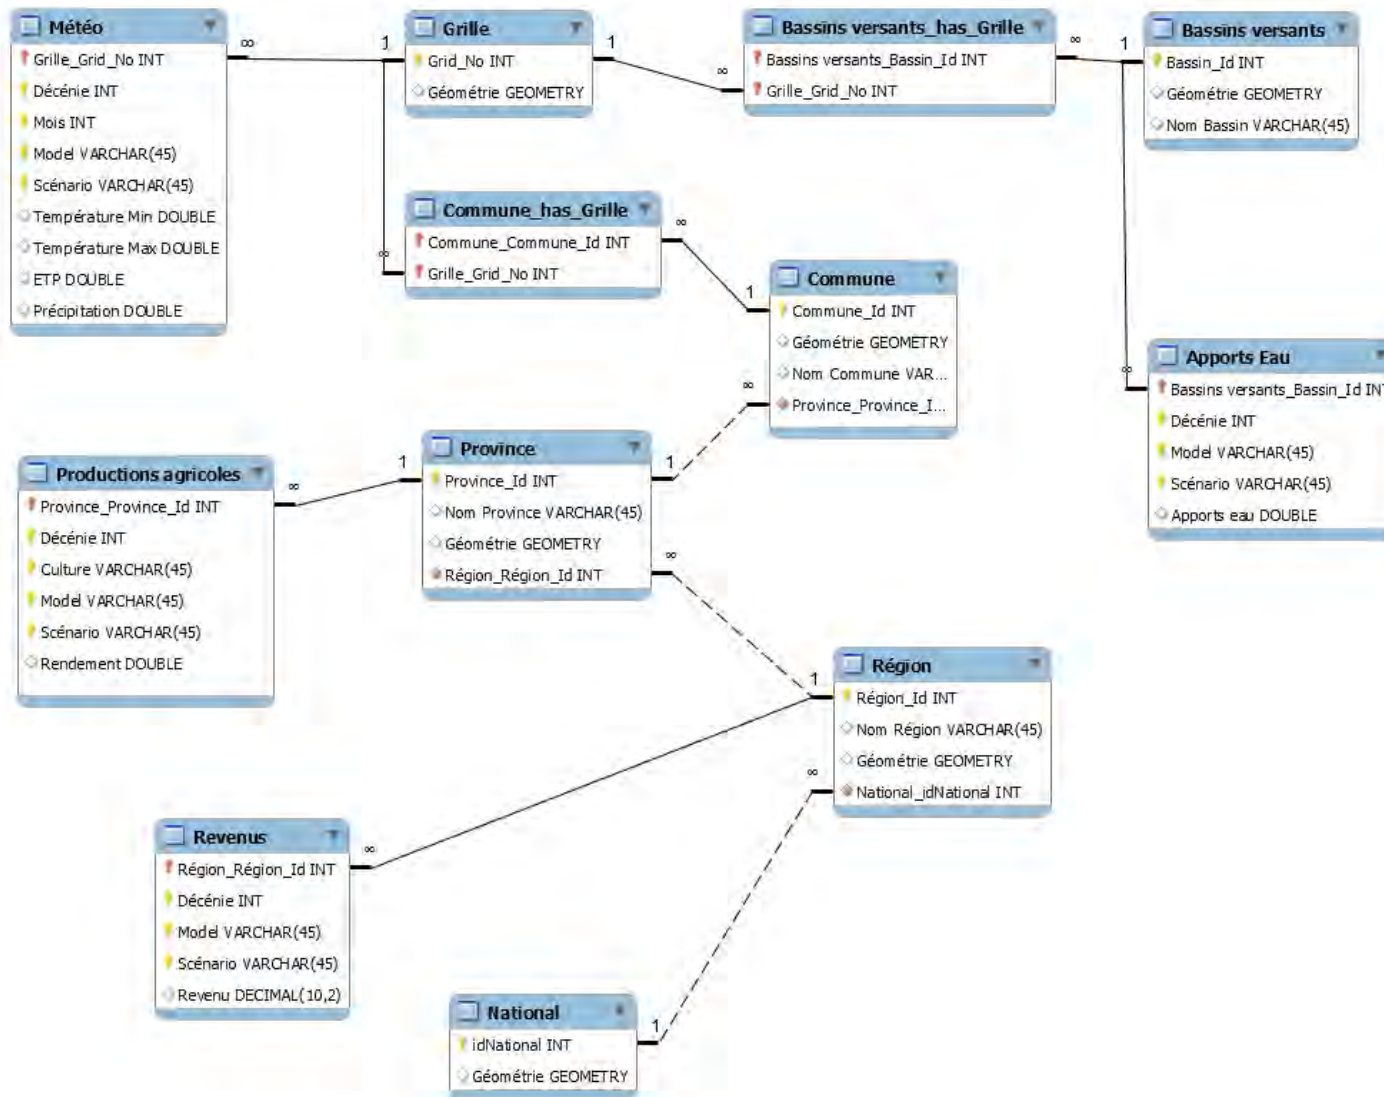 Météo
Grille_Grid_No INT
Décénie INT
Mois INT
Model VARCHAR(45)
Scénario VARCHAR(45)
Température Min DOUBLE
Température Max DOUBLE
ETP DOUBLE
Précipitation DOUBLE
∞
1
Grille
Grid_No INT
Géométrie GEOMETRY
1
∞
∞
Bassins versants_has_Grille
Bassins versants_Bassin_Id INT
Grille_Grid_No INT
∞
1
Bassins versants
Bassin_Id INT
Géométrie GEOMETRY
Nom Bassin VARCHAR(45)
Commune_has_Grille
Commune_Commune_Id INT
Grille_Grid_No INT
∞
1
Commune
Commune_Id INT
Géométrie GEOMETRY
Nom Commune VAR...
Province_Province_I...
∞
1
∞
Apports Eau
Bassins versants_Bassin_Id INT
Décénie INT
Model VARCHAR(45)
Scénario VARCHAR(45)
Apports eau DOUBLE
Productions agricoles
Province_Province_Id INT
Décénie INT
Culture VARCHAR(45)
Model VARCHAR(45)
Scénario VARCHAR(45)
Rendement DOUBLE
∞
1
Province
Province_Id INT
Nom Province VARCHAR(45)
Géométrie GEOMETRY
Région_Région_Id INT
∞
1
Région
Région_Id INT
Nom Région VARCHAR(45)
Géométrie GEOMETRY
National_idNational INT
∞
Revenus
Région_Région_Id INT
Décénie INT
Model VARCHAR(45)
Scénario VARCHAR(45)
Revenu DECIMAL(10,2)
∞
National
idNational INT
Géométrie GEOMETRY
1